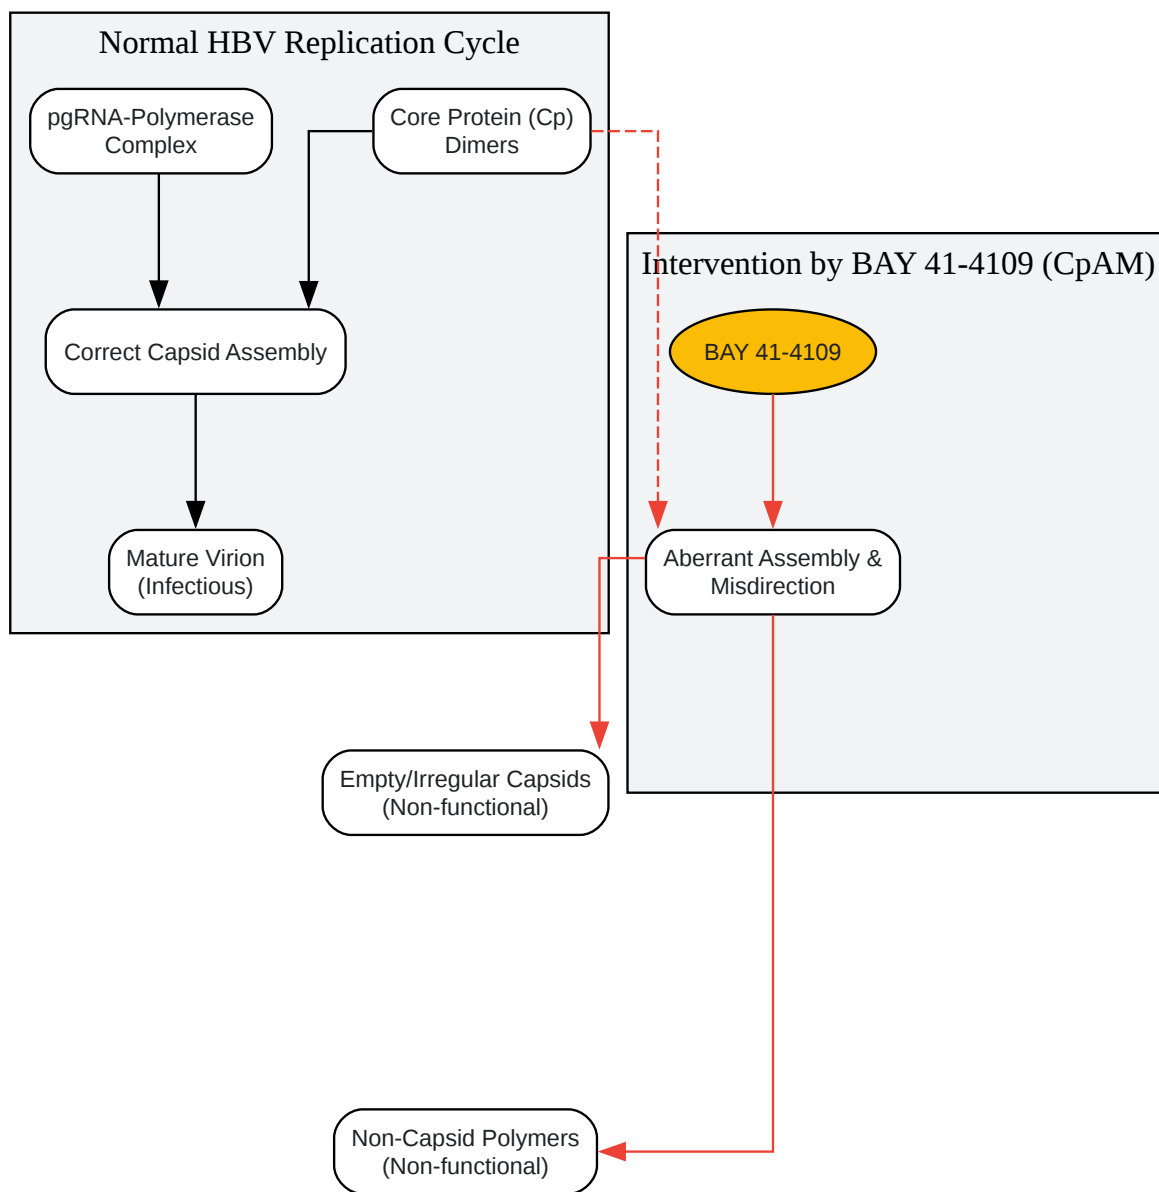 Normal HBV Replication Cycle
pgRNA-Polymerase
Complex
Core Protein (Cp)
Dimers
Correct Capsid Assembly
Mature Virion
(Infectious)
Intervention by BAY 41-4109 (CpAM)
BAY 41-4109
Aberrant Assembly &
Misdirection
Empty/Irregular Capsids
(Non-functional)
Non-Capsid Polymers
(Non-functional)